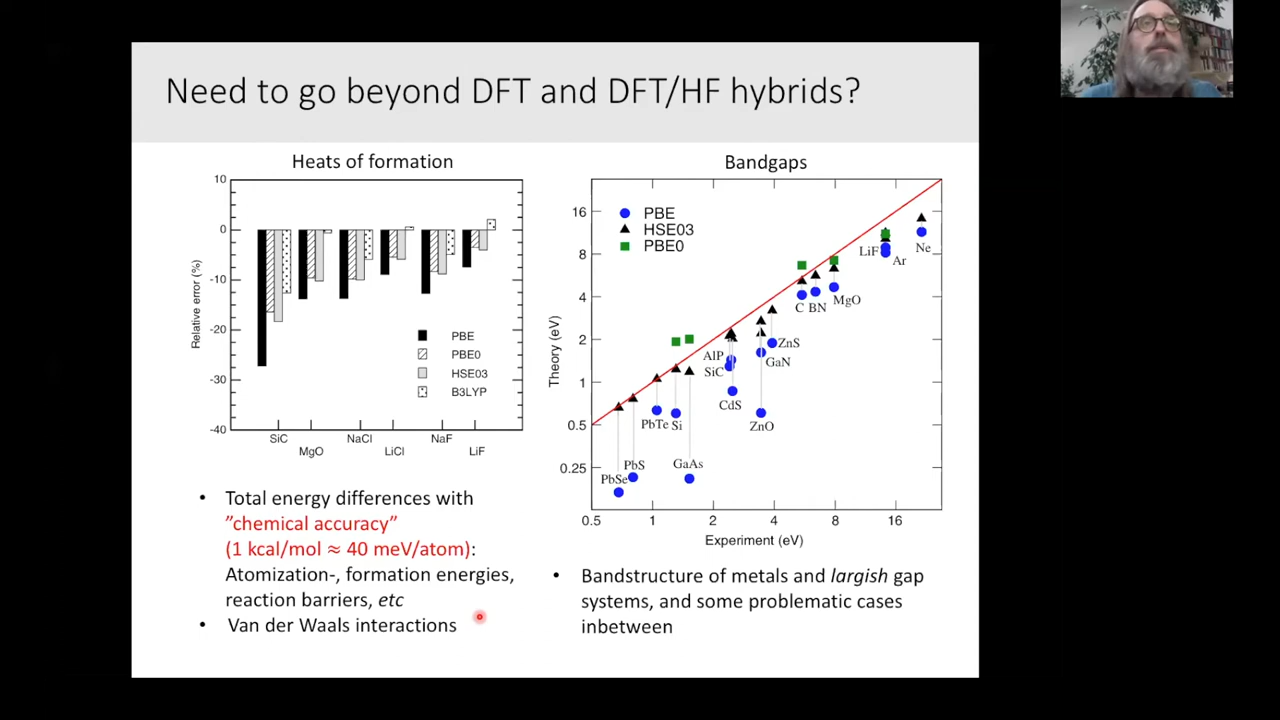 Need to go beyond DFT and DFT/HF hybrids?
Heats of formation
10
0
-10
-20
-30
-40
Relative error (%)
PBE
PBE0
HSE03
B3LYP
SiC
MgO
NaCl
LiCl
NaF
LiF
Bandgaps
PBE
HSE03
PBE0
16
8
4
2
1
0.5
0.25
Theory (eV)
LiF
Ne
Ar
C BN
MgO
ZnS
AlP
GaN
SiC
CdS
PbTe
Si
ZnO
PbS
GaAs
PbSe
0.5
1
2
4
8
16
Experiment (eV)
• Total energy differences with
”chemical accuracy”
(1 kcal/mol ≈ 40 meV/atom):
Atomization-, formation energies,
reaction barriers, etc
• Van der Waals interactions
• Bandstructure of metals and largish gap
systems, and some problematic cases
inbetween